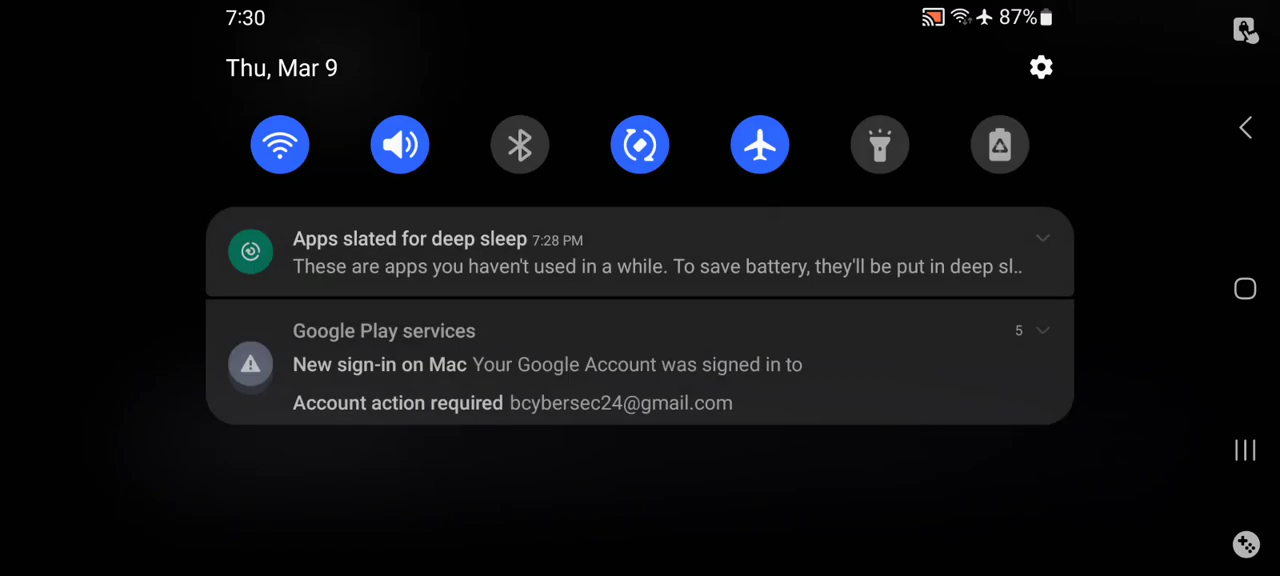 7:30
87%
Thu, Mar 9
Apps slated for deep sleep 7:28 PM
These are apps you haven't used in a while. To save battery, they'll be put in deep sl..
Google Play services 5
New sign-in on Mac Your Google Account was signed in to
Account action required bcybersec24@gmail.com